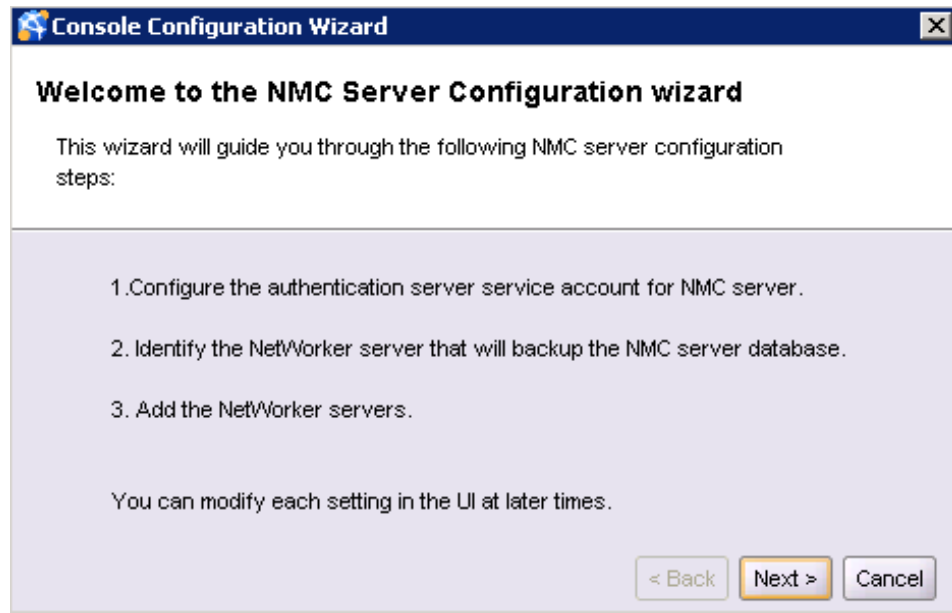 Console Configuration Wizard
Welcome to the NMC Server Configuration wizard
This wizard will guide you through the following NMC server configuration
steps:
1.Configure the authentication server service account for NMC server.
2. Identify the NetWorker server that will backup the NMC server database.
3. Add the NetWorker servers.
You can modify each setting in the UI at later times.
< Back Next > Cancel